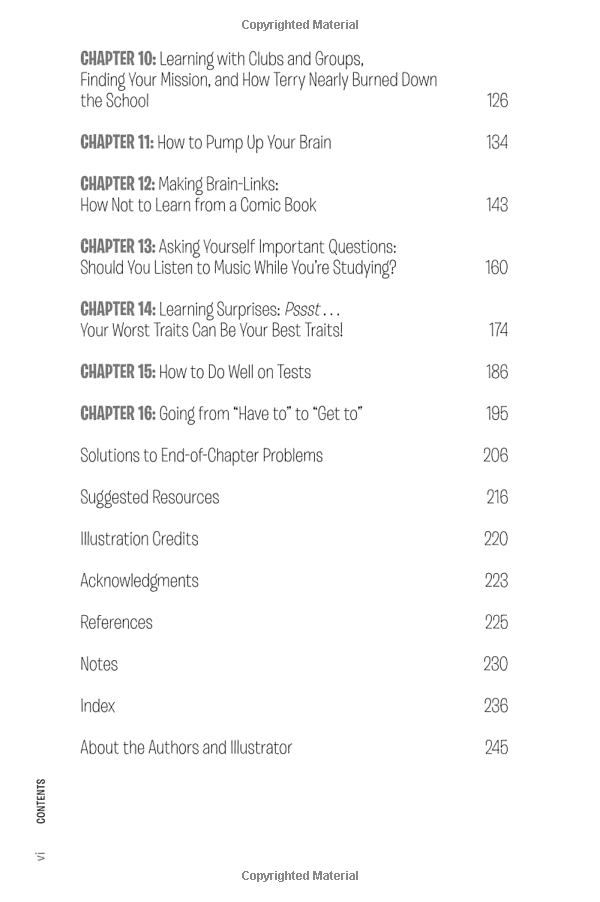 Copyrighted Material
CHAPTER 10: Learning with Clubs and Groups,
Finding Your Mission, and How Terry Nearly Burned Down
the School 126
CHAPTER 11: How to Pump Up Your Brain 134
CHAPTER 12: Making Brain-Links:
How Not to Learn from a Comic Book 143
CHAPTER 13: Asking Yourself Important Questions:
Should You Listen to Music While You’re Studying? 160
CHAPTER 14: Learning Surprises: Pssst . . .
Your Worst Traits Can Be Your Best Traits! 174
CHAPTER 15: How to Do Well on Tests 186
CHAPTER 16: Going from “Have to” to “Get to” 195
Solutions to End-of-Chapter Problems 206
Suggested Resources 216
Illustration Credits 220
Acknowledgments 223
References 225
Notes 230
Index 236
About the Authors and Illustrator 245
CONTENTS
vi
Copyrighted Material